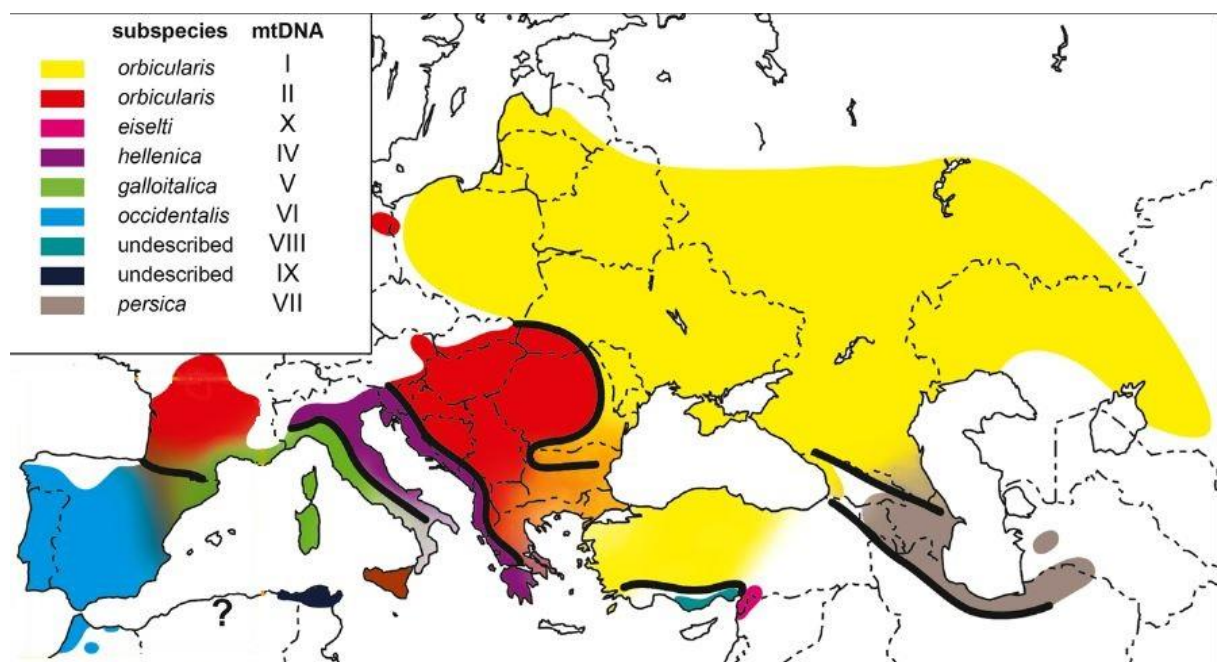 subspecies mtDNA
orbicularis I
orbicularis II
eiselti X
hellenica IV
galloitalica V
occidentalis VI
undescribed VIII
undescribed IX
persica VII
?